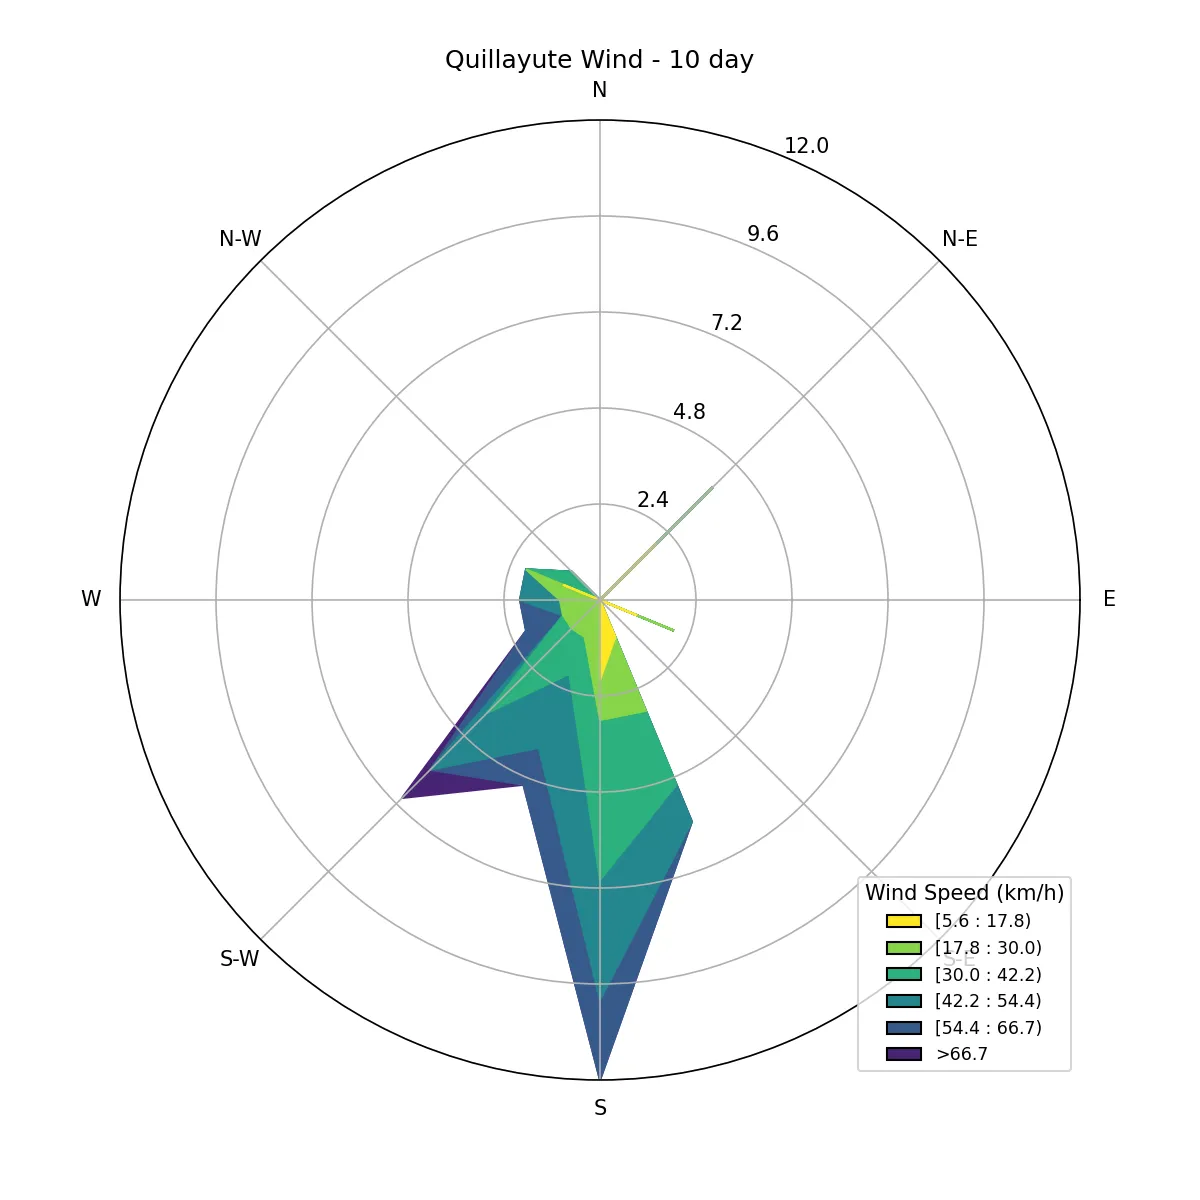 Quillayute Wind - 10 day
N
12.0
N-W
9.6
N-E
7.2
4.8
2.4
W
E
S-W
S-E
S
Wind Speed (km/h)
[5.6 : 17.8)
[17.8 : 30.0)
[30.0 : 42.2)
[42.2 : 54.4)
[54.4 : 66.7)
>66.7